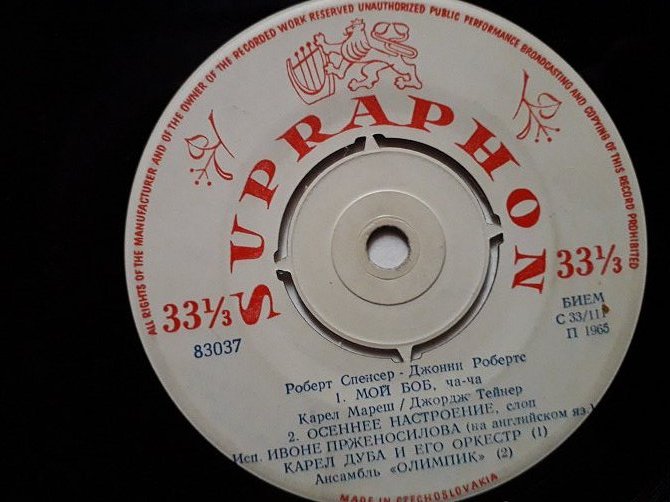 ALL RIGHTS OF THE MANUFACTURER AND OF THE OWNER OF THE RECORDED WORK RESERVED UNAUTHORIZED PUBLIC PERFORMANCE BROADCASTING AND COPYING OF THIS RECORD PROHIBITED
SUPRAPHON
33⅓
33⅓
83037
БИЕМ
С 33/111
П 1965
Роберт Спенсер - Джонни Робертс
1. МОЙ БОБ, ча-ча
Карел Мареш / Джордж Тейнер
2. ОСЕННЕЕ НАСТРОЕНИЕ, слоп
Исп. ИВОНЕ ПРЖЕНОСИЛОВА (на английском яз.)
КАРЕЛ ДУБА И ЕГО ОРКЕСТР (1)
Ансамбль «ОЛИМПИК» (2)
MADE IN CZECHOSLOVAKIA